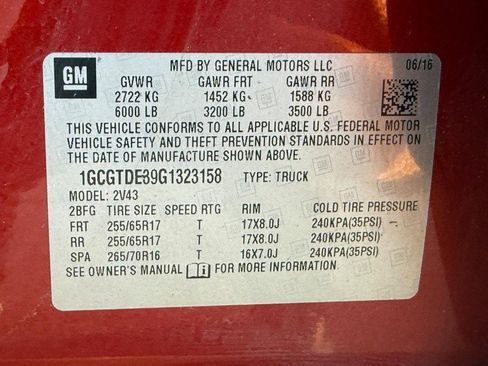 MFD BY GENERAL MOTORS LLC 06/16
GM
GVWR GAWR FRT GAWR RR
2722 KG 1452 KG 1588 KG
6000 LB 3200 LB 3500 LB
THIS VEHICLE CONFORMS TO ALL APPLICABLE U.S. FEDERAL MOTOR
VEHICLE SAFETY AND THEFT PREVENTION STANDARDS IN EFFECT ON
THE DATE OF MANUFACTURE SHOWN ABOVE.
1GCGTDE39G1323158 TYPE: TRUCK
MODEL: 2V43
2BFG TIRE SIZE SPEED RTG RIM COLD TIRE PRESSURE
FRT 255/65R17 T 17X8.0J 240KPA(35PSI)
RR 255/65R17 T 17X8.0J 240KPA(35PSI)
SPA 265/70R16 T 16X7.0J 240KPA(35PSI)
SEE OWNER'S MANUAL FOR MORE INFORMATION